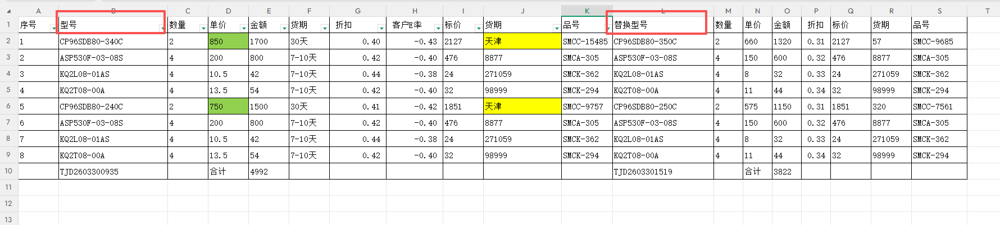 A B C D E F G H I J K L M N O P Q R S T
1 序号 型号 数量 单价 金额 货期 折扣 客户E率 标价 货期 品号 替换型号 数量 单价 金额 折扣 标价 货期 品号
2 1 CP96SDB80-340C 2 850 1700 30天 0.40 -0.43 2127 天津 SMCC-15485 CP96SDB80-350C 2 660 1320 0.31 2127 57 SMCC-9685
3 2 ASP530F-03-08S 4 200 800 7-10天 0.42 -0.40 476 8877 SMCA-305 ASP530F-03-08S 4 150 600 0.32 476 8877 SMCA-305
4 3 KQ2L08-01AS 4 10.5 42 7-10天 0.44 -0.38 24 271059 SMCK-362 KQ2L08-01AS 4 8 32 0.33 24 271059 SMCK-362
5 4 KQ2T08-00A 4 13.5 54 7-10天 0.42 -0.40 32 98999 SMCK-294 KQ2T08-00A 4 11 44 0.34 32 98999 SMCK-294
6 5 CP96SDB80-240C 2 750 1500 30天 0.41 -0.42 1851 天津 SMCC-9757 CP96SDB80-250C 2 575 1150 0.31 1851 320 SMCC-7561
7 6 ASP530F-03-08S 4 200 800 7-10天 0.42 -0.40 476 8877 SMCA-305 ASP530F-03-08S 4 150 600 0.32 476 8877 SMCA-305
8 7 KQ2L08-01AS 4 10.5 42 7-10天 0.44 -0.38 24 271059 SMCK-362 KQ2L08-01AS 4 8 32 0.33 24 271059 SMCK-362
9 8 KQ2T08-00A 4 13.5 54 7-10天 0.42 -0.40 32 98999 SMCK-294 KQ2T08-00A 4 11 44 0.34 32 98999 SMCK-294
10 TJD2603300935 合计 4992 TJD2603301519 合计 3822
11
12
13